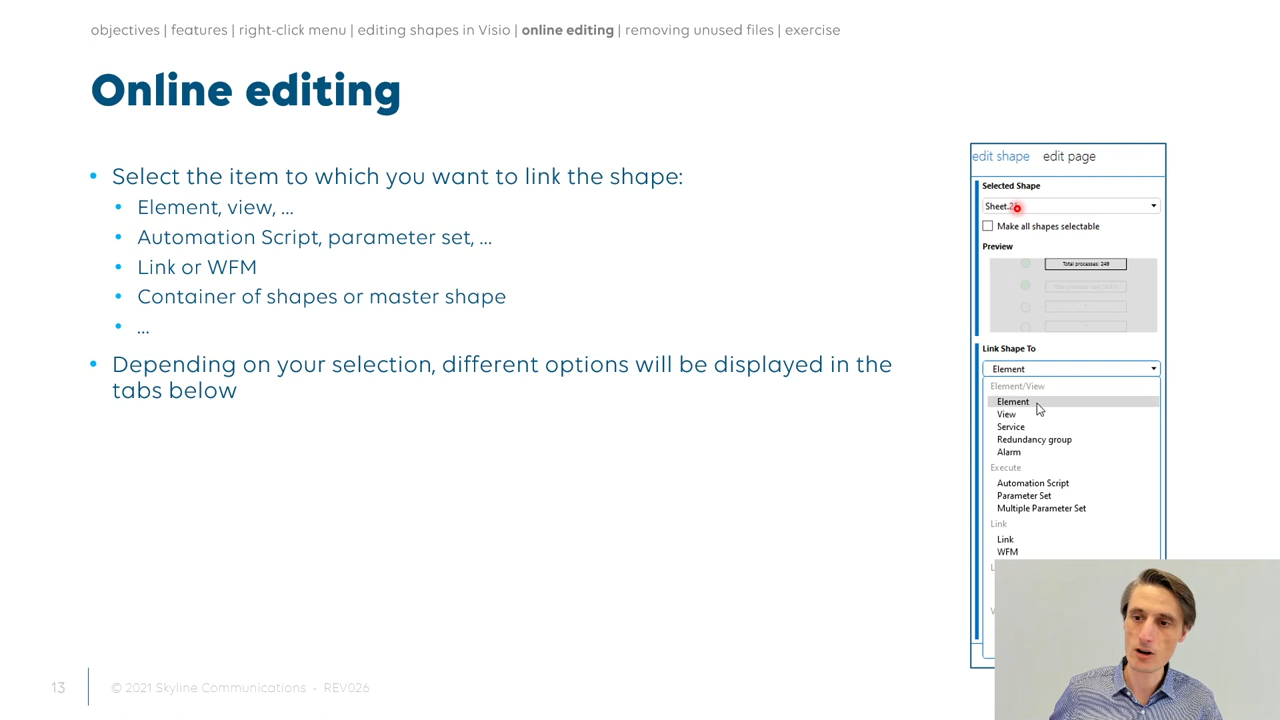 objectives | features | right-click menu | editing shapes in Visio | online editing | removing unused files | exercise
Online editing
• Select the item to which you want to link the shape:
• Element, view, ...
• Automation Script, parameter set, ...
• Link or WFM
• Container of shapes or master shape
• ...
• Depending on your selection, different options will be displayed in the
tabs below
edit shape edit page
Selected Shape
Make all shapes selectable
Preview
Total processes: 248
Link Shape To
Element
Element/View
Element
View
Service
Redundancy group
Alarm
Execute
Automation Script
Parameter Set
Multiple Parameter Set
Link
Link
WFM
13
© 2021 Skyline Communications - REV026